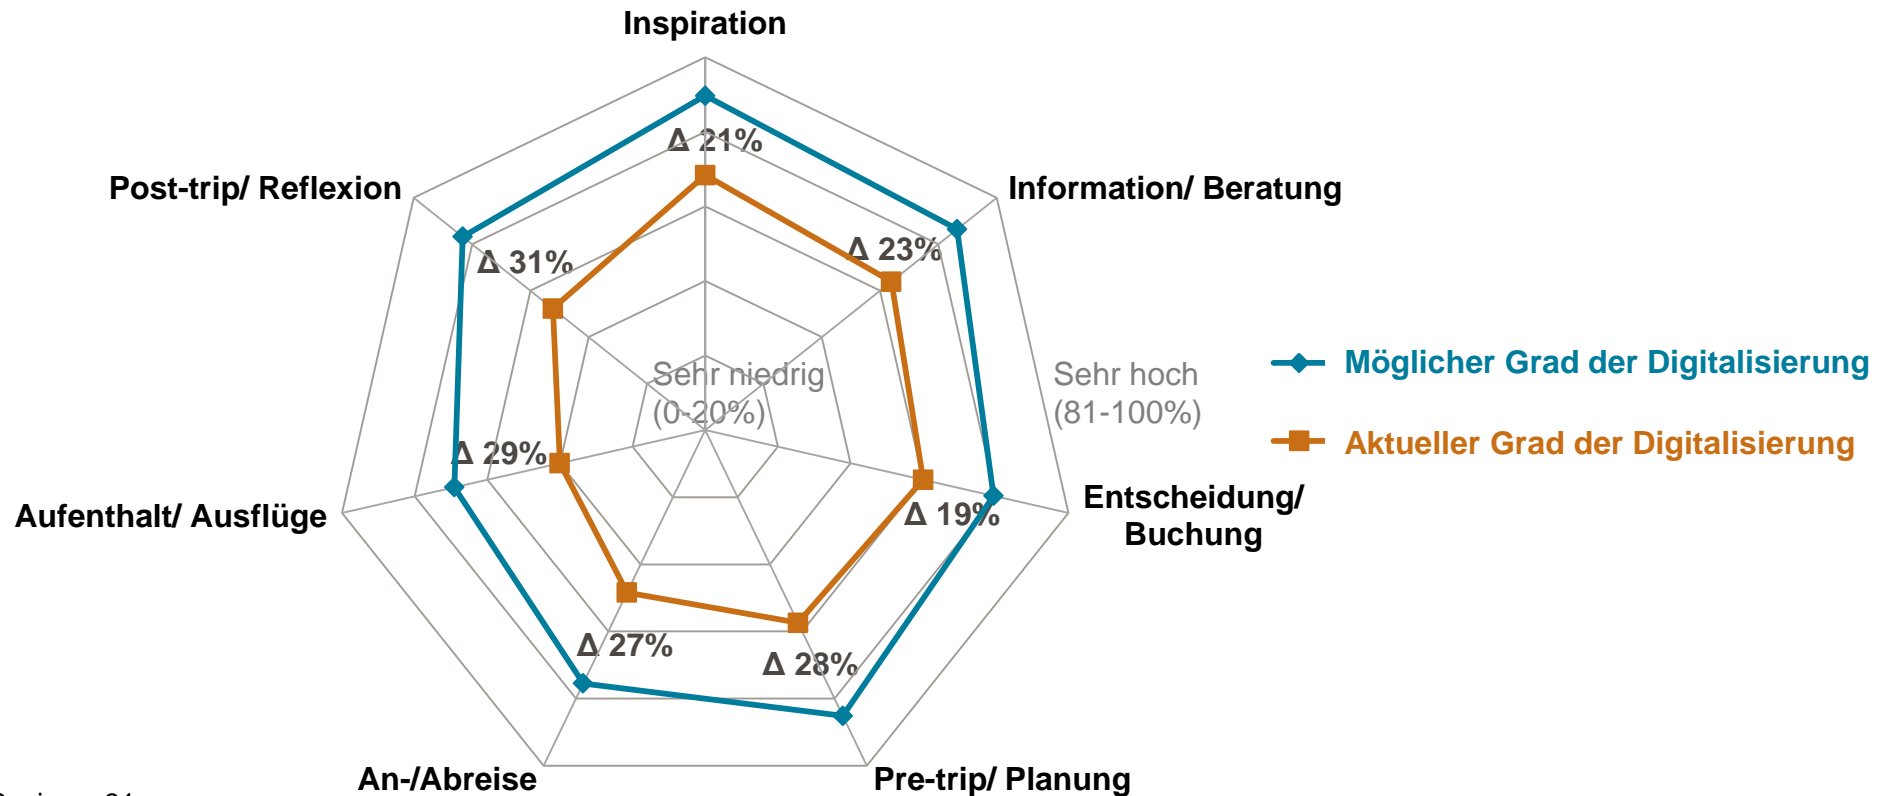 Inspiration
Δ 21%
Post-trip/ Reflexion
Information/ Beratung
Δ 31%
Δ 23%
Sehr niedrig
(0-20%)
Sehr hoch
(81-100%)
Möglicher Grad der Digitalisierung
Aktueller Grad der Digitalisierung
Δ 29%
Aufenthalt/ Ausflüge
Entscheidung/
Buchung
Δ 19%
Δ 27%
Δ 28%
An-/Abreise
Pre-trip/ Planung